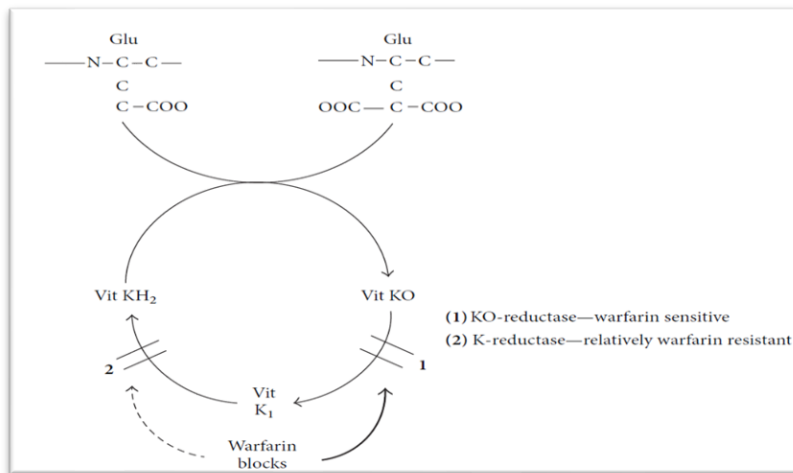 Glu
—N–C–C—
C
C–COO
Glu
—N–C–C—
C
OOC—C–COO
Vit KH₂
Vit KO
(1) KO-reductase—warfarin sensitive
(2) K-reductase—relatively warfarin resistant
2
1
Vit
K₁
Warfarin
blocks